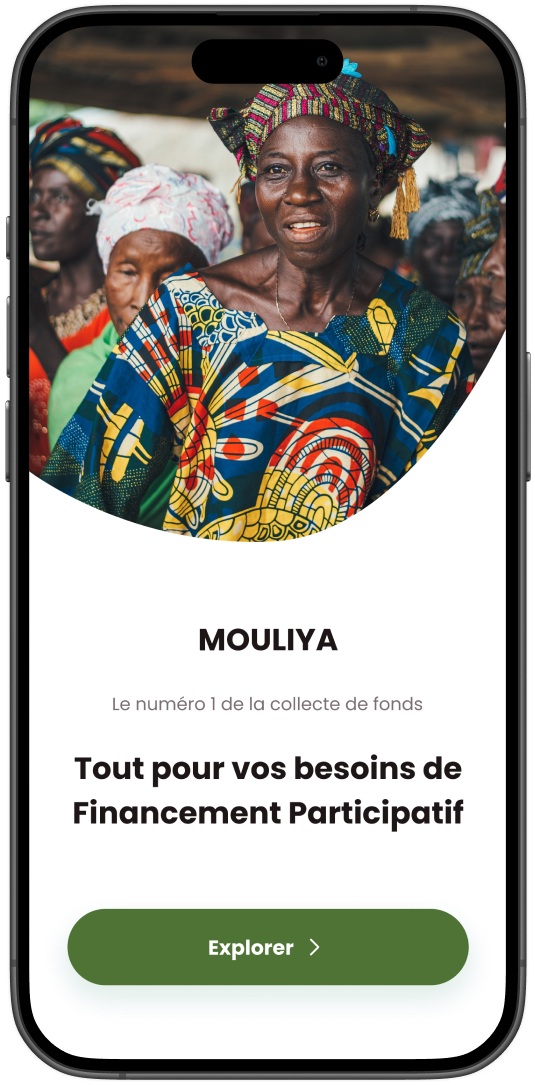 MOULIYA
Le numéro 1 de la collecte de fonds
Tout pour vos besoins de
Financement Participatif
Explorer